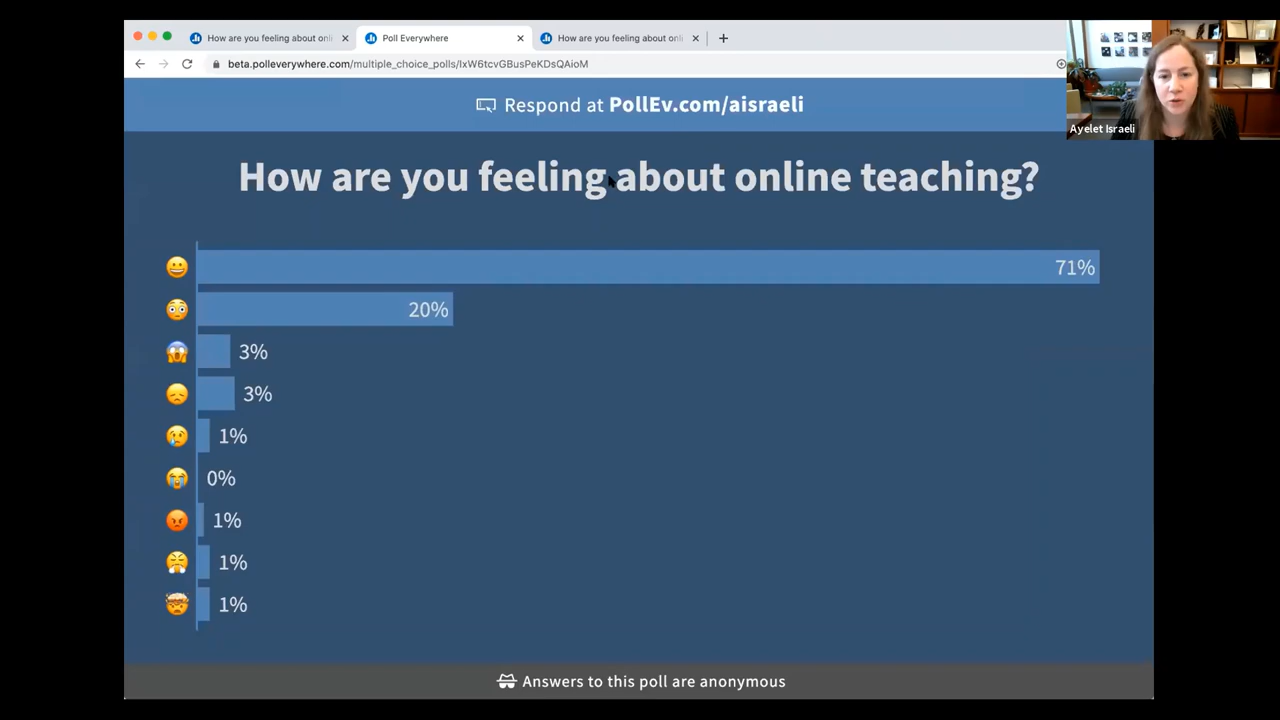 How are you feeling about onli
Poll Everywhere
How are you feeling about onli
beta.polleverywhere.com/multiple_choice_polls/IxW6tcvGBusPeKDsQAioM
Ayelet Israeli
Respond at PollEv.com/aisraeli
How are you feeling about online teaching?
😀 71%
😳 20%
😱 3%
😞 3%
😢 1%
😭 0%
😡 1%
😤 1%
🤯 1%
Answers to this poll are anonymous